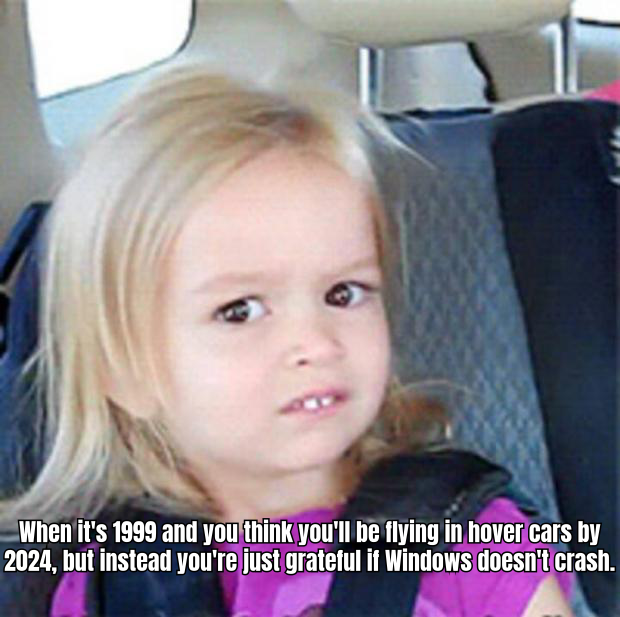 When it's 1999 and you think you'll be flying in hover cars by
2024, but instead you're just grateful if Windows doesn't crash.